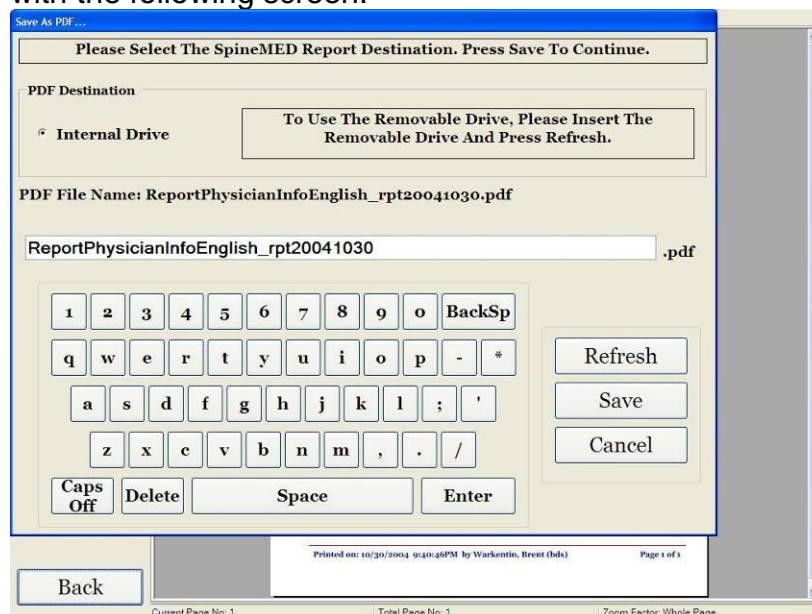 with the following screen:
Save As PDF...
Please Select The SpineMED Report Destination. Press Save To Continue.
PDF Destination
Internal Drive
To Use The Removable Drive, Please Insert The
Removable Drive And Press Refresh.
PDF File Name: ReportPhysicianInfoEnglish_rpt20041030.pdf
ReportPhysicianInfoEnglish_rpt20041030 .pdf
1 2 3 4 5 6 7 8 9 0 BackSp
q w e r t y u i o p - *
a s d f g h j k l ; '
z x c v b n m , . /
Caps
Off Delete Space Enter
Refresh
Save
Cancel
Printed on: 10/30/2004 9:40:46PM by Warkentin, Brent (bds) Page 1 of 1
Back
Current Page No: 1 Total Page No: 1 Zoom Factor: Whole Page